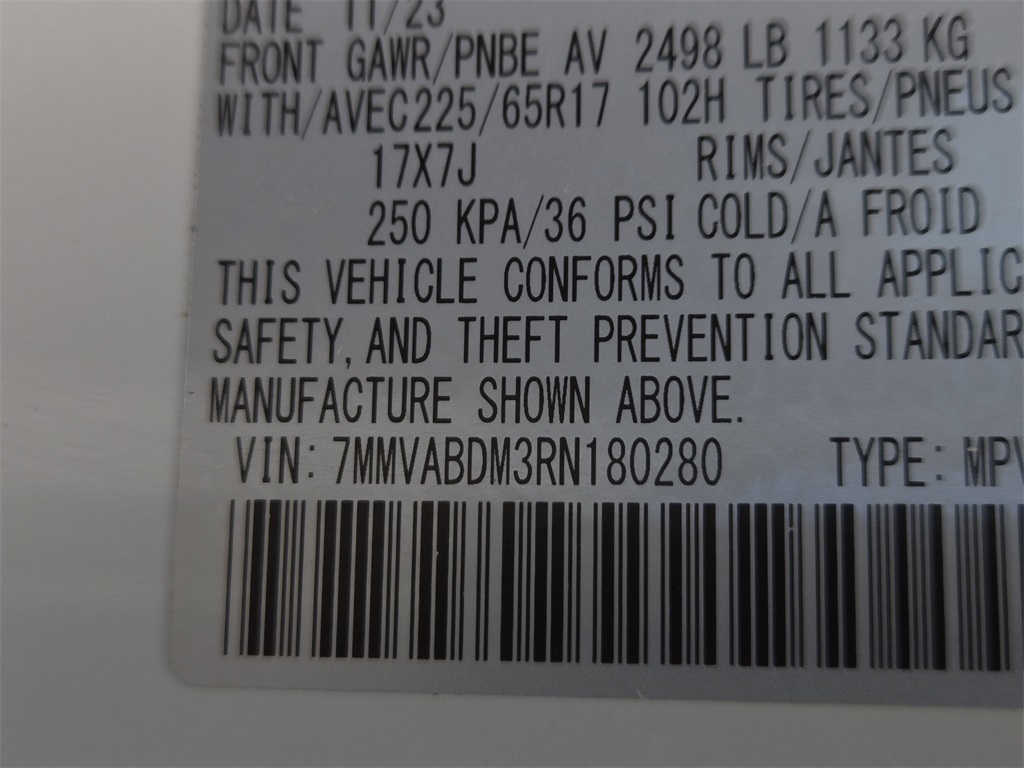 DATE 11/23
FRONT GAWR/PNBE AV 2498 LB 1133 KG
WITH/AVEC225/65R17 102H TIRES/PNEUS
17X7J RIMS/JANTES
250 KPA/36 PSI COLD/A FROID
THIS VEHICLE CONFORMS TO ALL APPLIC
SAFETY, AND THEFT PREVENTION STANDAR
MANUFACTURE SHOWN ABOVE.
VIN: 7MMVABDM3RN180280 TYPE: MPV